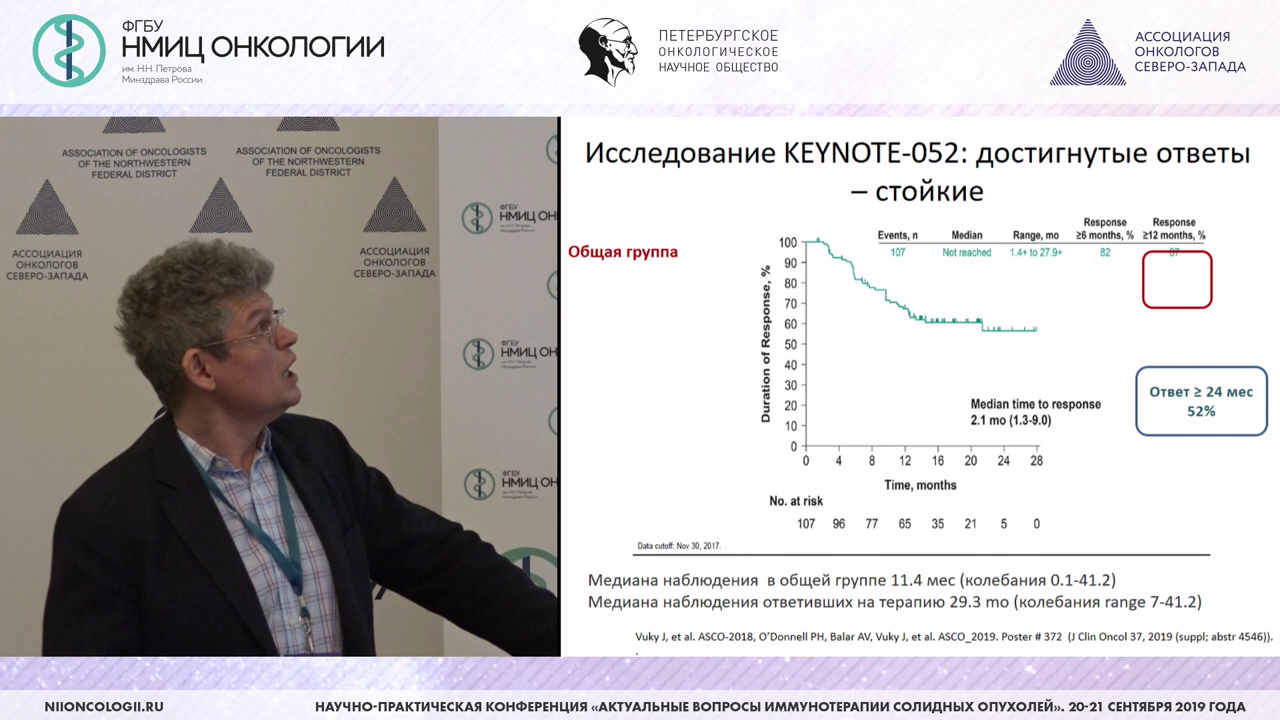 ФГБУ
НМИЦ ОНКОЛОГИИ
им. Н.Н. Петрова
Минздрава России
ПЕТЕРБУРГСКОЕ
ОНКОЛОГИЧЕСКОЕ
НАУЧНОЕ ОБЩЕСТВО
АССОЦИАЦИЯ
ОНКОЛОГОВ
СЕВЕРО-ЗАПАДА
ASSOCIATION OF ONCOLOGISTS
OF THE NORTHWESTERN
FEDERAL DISTRICT
ASSOCIATION OF ONCOLOGISTS
OF THE NORTHWESTERN
FEDERAL DISTRICT
АССОЦИАЦИЯ
ОНКОЛОГОВ
СЕВЕРО-ЗАПАДА
АССОЦИАЦИЯ
ОНКОЛОГОВ
СЕВЕРО-ЗАПАДА
ФГБУ
НМИЦ ОН
ФГБУ
НМИЦ ОН
ФГБУ
НМИЦ ОН
Исследование KEYNOTE-052: достигнутые ответы
– стойкие
Общая группа
Events, n Median Range, mo Response ≥6 months, % Response ≥12 months, %
107 Not reached 1.4+ to 27.9+ 82
Duration of Response, %
100
90
80
70
60
50
40
30
20
10
0
Median time to response
2.1 mo (1.3-9.0)
0 4 8 12 16 20 24 28
Time, months
No. at risk
107 96 77 65 35 21 5 0
Ответ ≥ 24 мес
52%
Data cutoff: Nov 30, 2017.
Медиана наблюдения в общей группе 11.4 мес (колебания 0.1-41.2)
Медиана наблюдения ответивших на терапию 29.3 mo (колебания range 7-41.2)
Vuky J, et al. ASCO-2018, O’Donnell PH, Balar AV, Vuky J, et al. ASCO_2019. Poster # 372 (J Clin Oncol 37, 2019 (suppl; abstr 4546)).
.
NIIONCOLOGII.RU
НАУЧНО-ПРАКТИЧЕСКАЯ КОНФЕРЕНЦИЯ «АКТУАЛЬНЫЕ ВОПРОСЫ ИММУНОТЕРАПИИ СОЛИДНЫХ ОПУХОЛЕЙ». 20-21 СЕНТЯБРЯ 2019 ГОДА